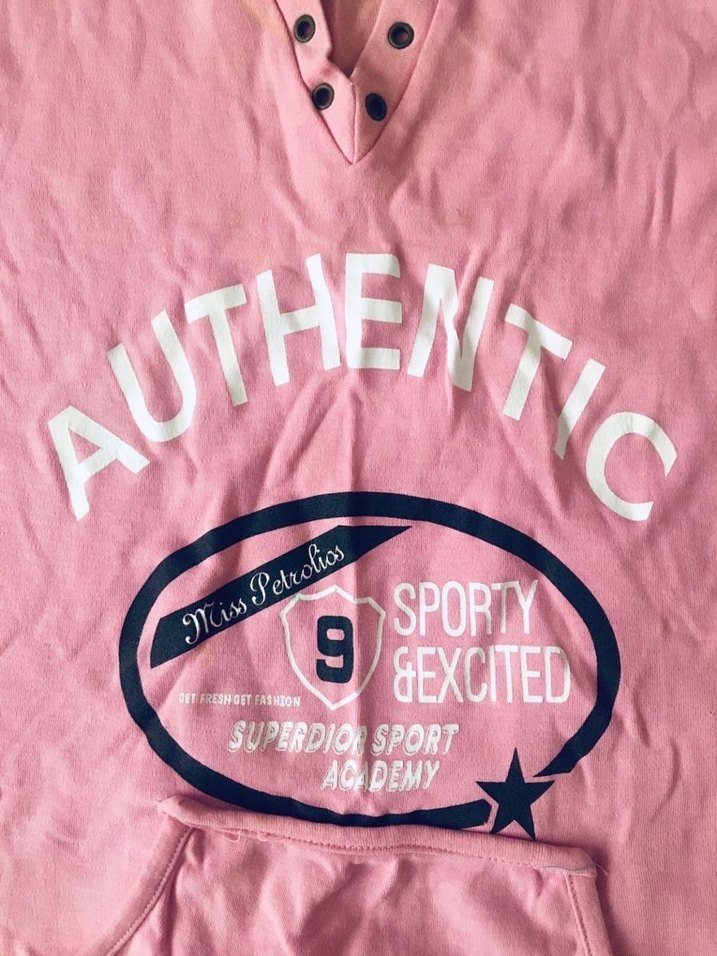 AUTHENTIC
Miss Petrolios
9
SPORTY
&EXCITED
GET FRESH GET FASHION
SUPERDIOR SPORT
ACADEMY